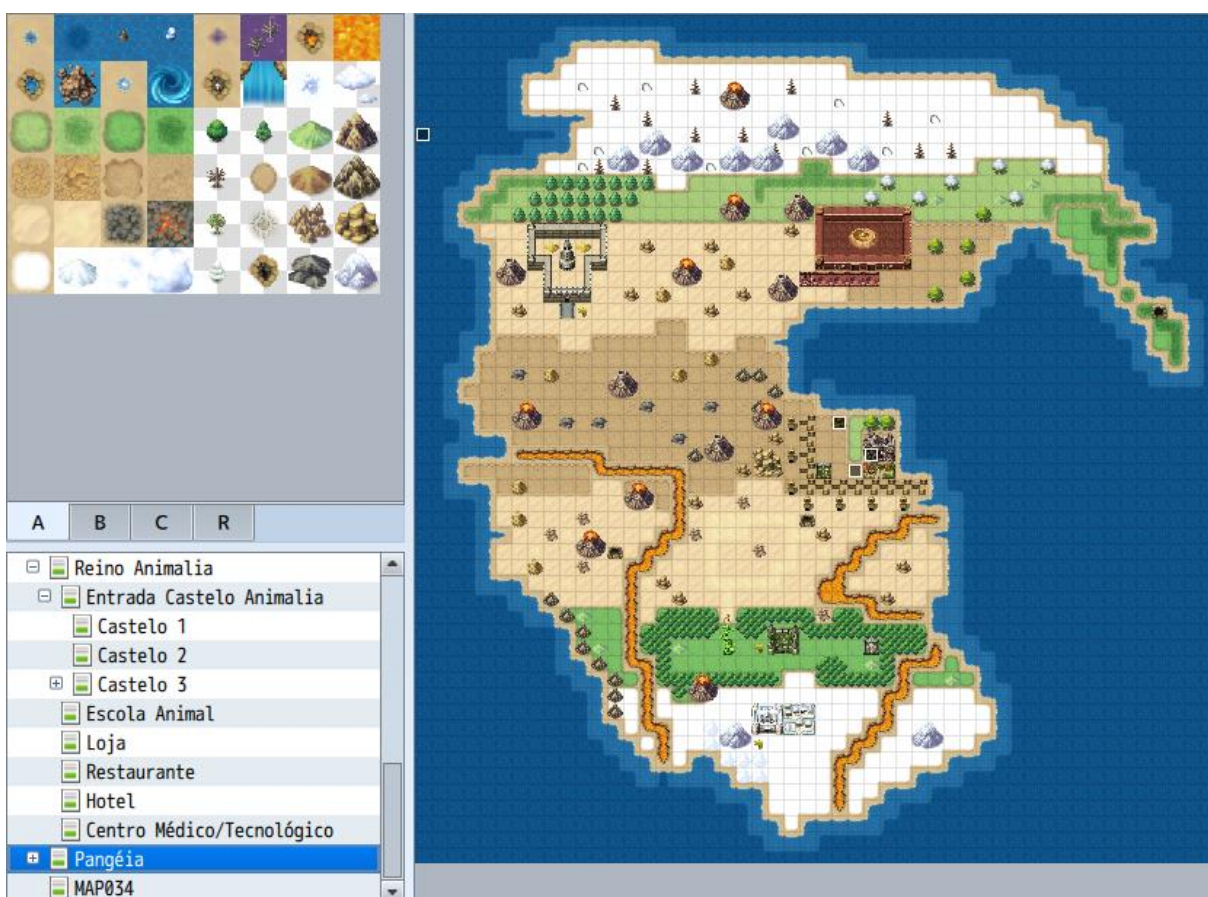 A B C R
Reino Animalia
Entrada Castelo Animalia
Castelo 1
Castelo 2
Castelo 3
Escola Animal
Loja
Restaurante
Hotel
Centro Médico/Tecnológico
Pangéia
MAP034